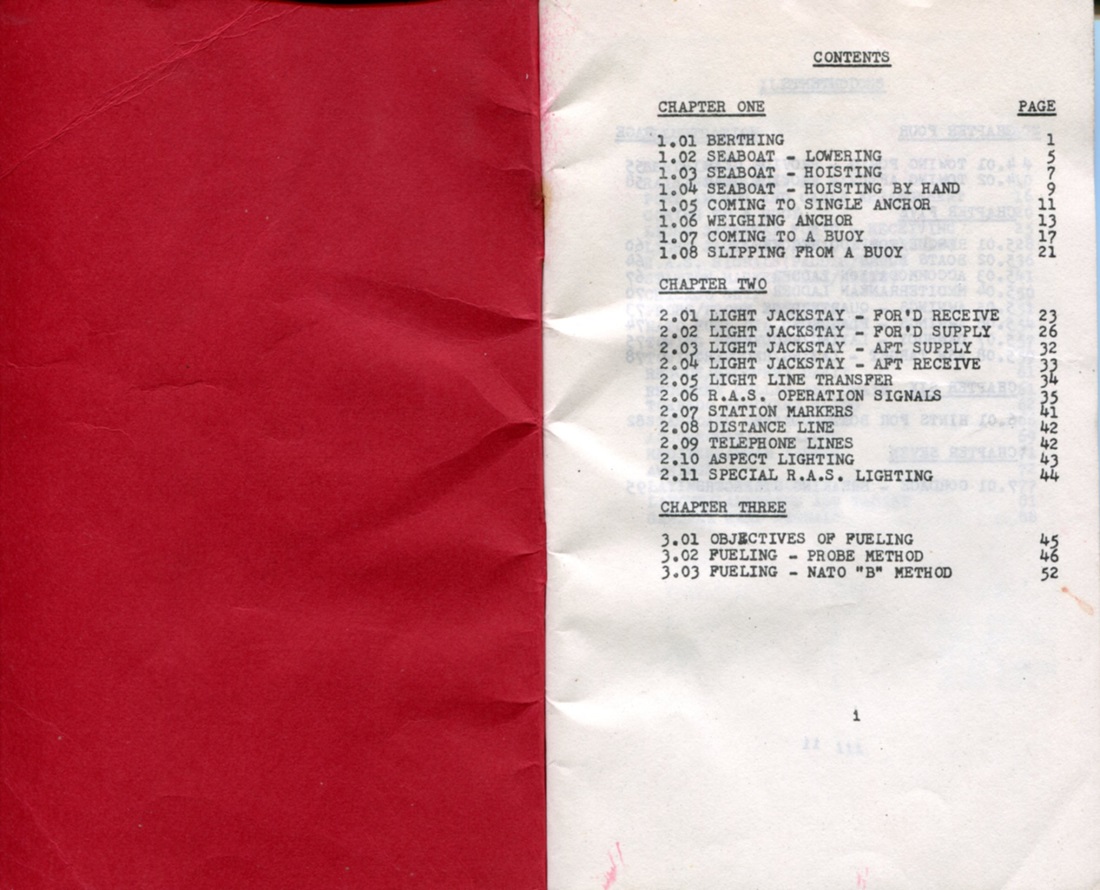 CONTENTS
CHAPTER ONE PAGE
1.01 BERTHING 1
1.02 SEABOAT - LOWERING 5
1.03 SEABOAT - HOISTING 7
1.04 SEABOAT - HOISTING BY HAND 9
1.05 COMING TO SINGLE ANCHOR 11
1.06 WEIGHING ANCHOR 13
1.07 COMING TO A BUOY 17
1.08 SLIPPING FROM A BUOY 21
CHAPTER TWO
2.01 LIGHT JACKSTAY - FOR'D RECEIVE 23
2.02 LIGHT JACKSTAY - FOR'D SUPPLY 26
2.03 LIGHT JACKSTAY - AFT SUPPLY 32
2.04 LIGHT JACKSTAY - AFT RECEIVE 33
2.05 LIGHT LINE TRANSFER 34
2.06 R.A.S. OPERATION SIGNALS 35
2.07 STATION MARKERS 41
2.08 DISTANCE LINE 42
2.09 TELEPHONE LINES 42
2.10 ASPECT LIGHTING 43
2.11 SPECIAL R.A.S. LIGHTING 44
CHAPTER THREE
3.01 OBJECTIVES OF FUELING 45
3.02 FUELING - PROBE METHOD 46
3.03 FUELING - NATO "B" METHOD 52
i